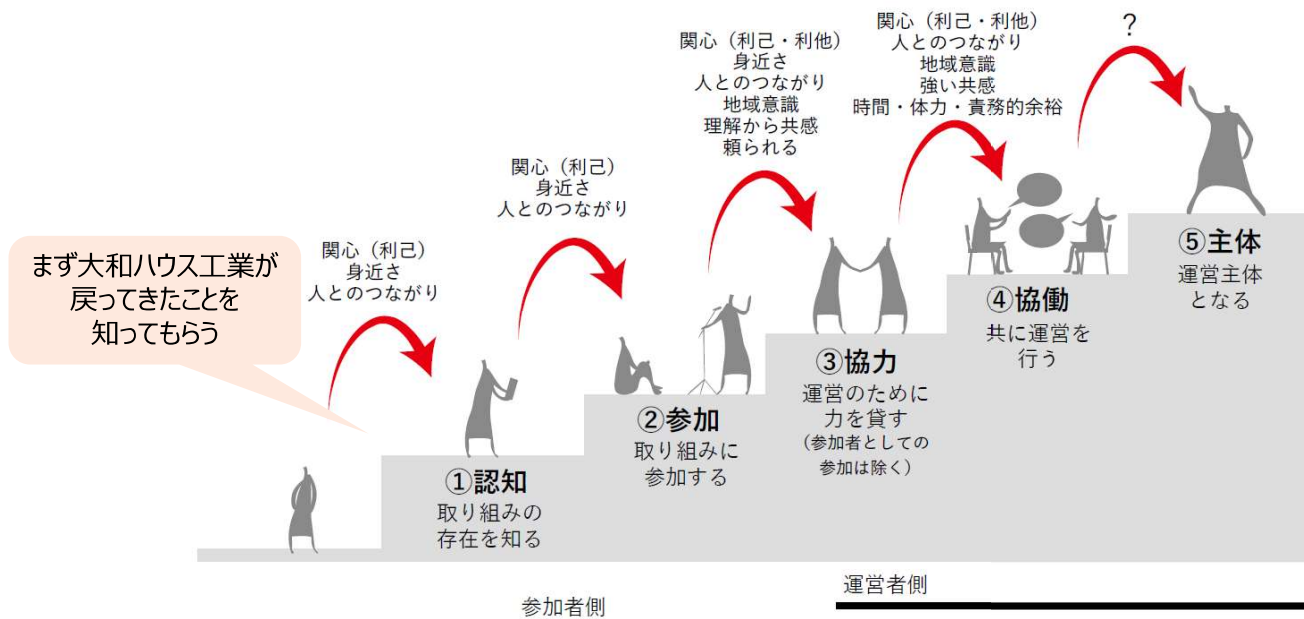 まず大和ハウス工業が
戻ってきたことを
知ってもらう
関心（利己）
身近さ
人とのつながり
①認知
取り組みの
存在を知る
関心（利己）
身近さ
人とのつながり
②参加
取り組みに
参加する
関心（利己・利他）
身近さ
人とのつながり
地域意識
理解から共感
頼られる
③協力
運営のために
力を貸す
（参加者としての
参加は除く）
関心（利己・利他）
人とのつながり
地域意識
強い共感
時間・体力・責務的余裕
④協働
共に運営を
行う
？
⑤主体
運営主体
となる
参加者側
運営者側